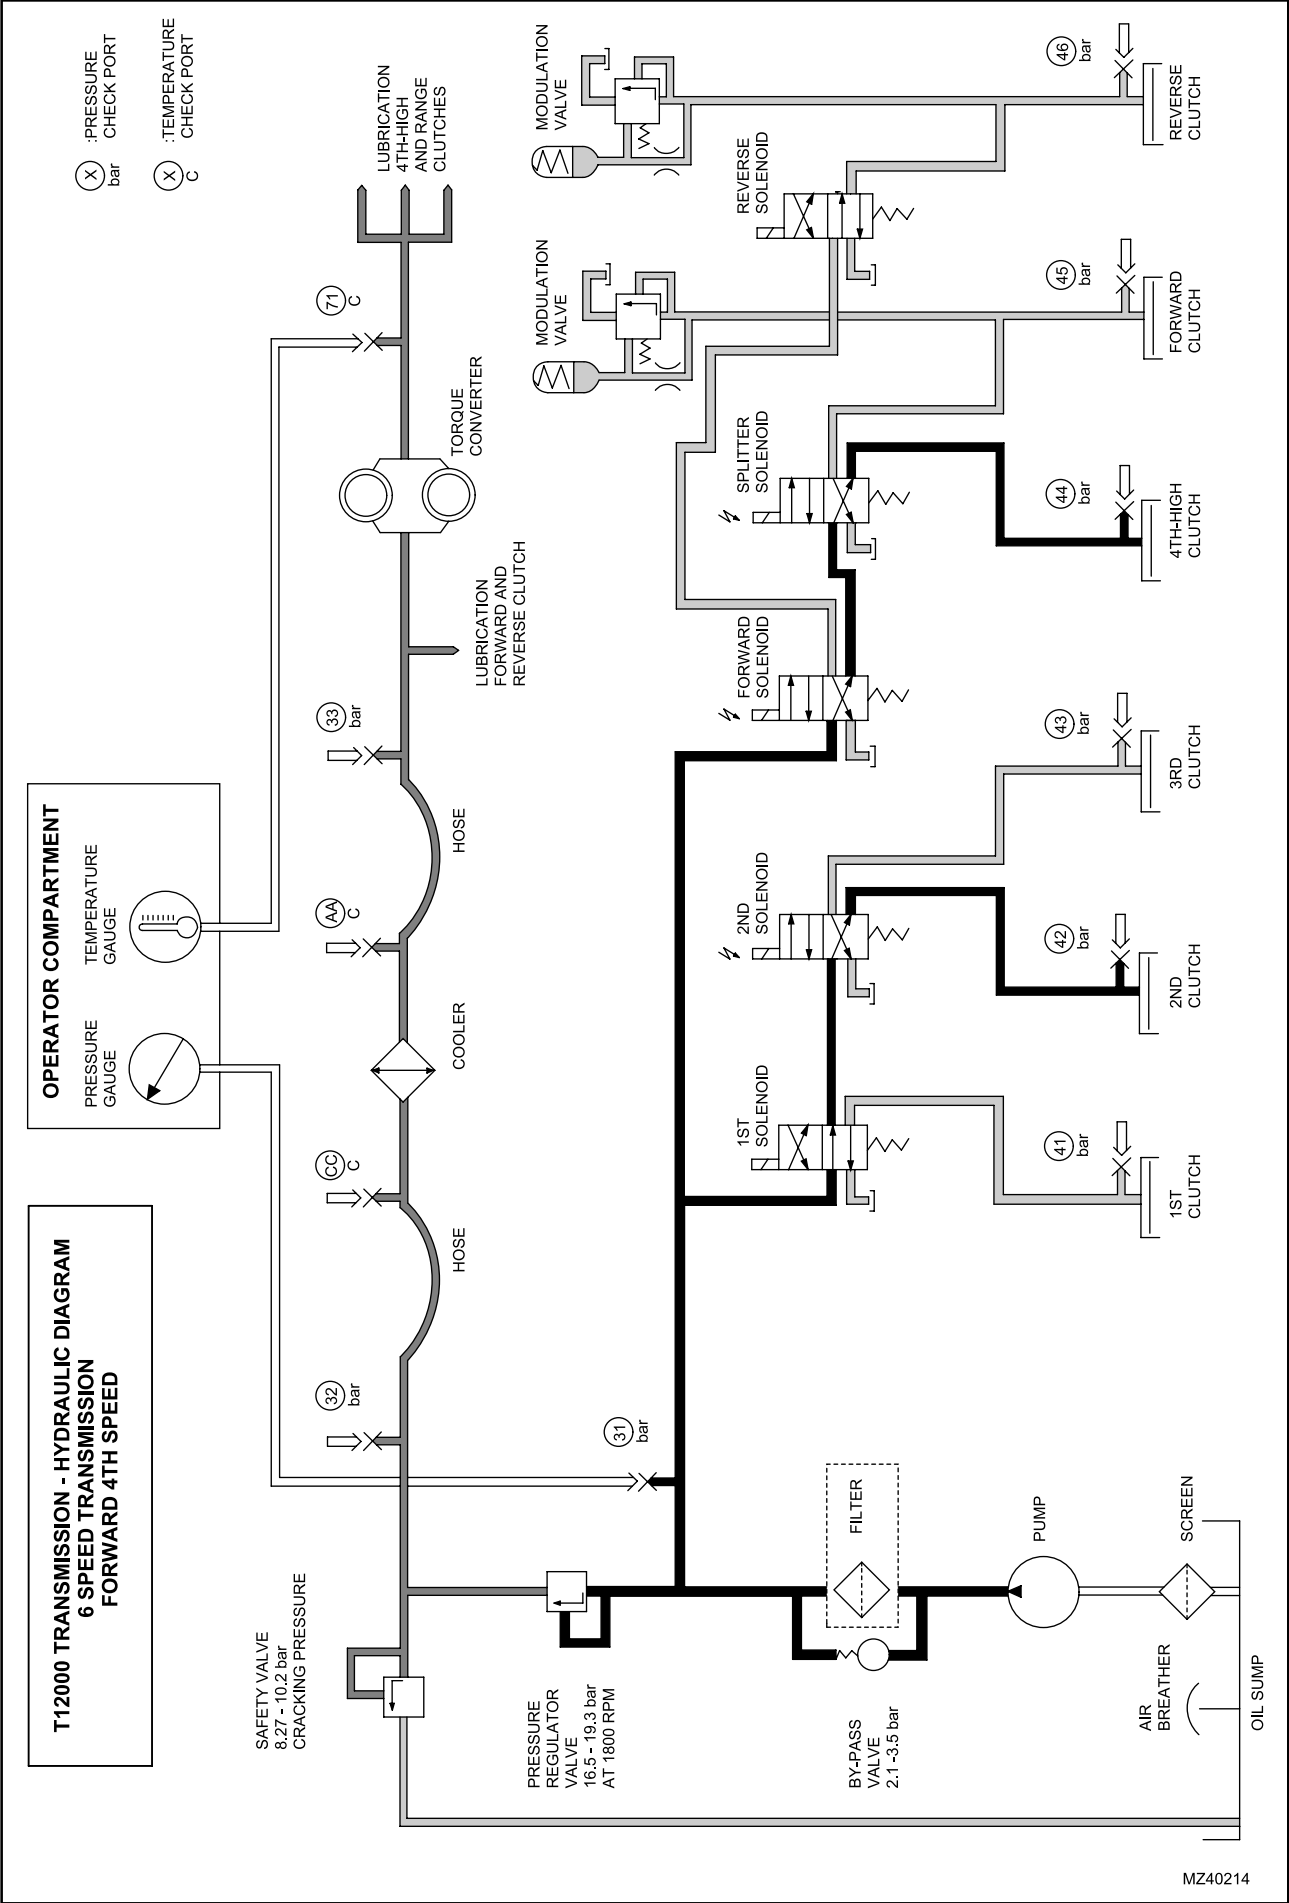 T12000 TRANSMISSION - HYDRAULIC DIAGRAM
6 SPEED TRANSMISSION
FORWARD 4TH SPEED
OPERATOR COMPARTMENT
PRESSURE
GAUGE
TEMPERATURE
GAUGE
X
bar
:PRESSURE
CHECK PORT
X
C
:TEMPERATURE
CHECK PORT
SAFETY VALVE
8.27 - 10.2 bar
CRACKING PRESSURE
32
bar
HOSE
CC
C
COOLER
AA
C
HOSE
33
bar
LUBRICATION
FORWARD AND
REVERSE CLUTCH
TORQUE
CONVERTER
71
C
LUBRICATION
4TH-HIGH
AND RANGE
CLUTCHES
PRESSURE
REGULATOR
VALVE
16.5 - 19.3 bar
AT 1800 RPM
31
bar
MODULATION
VALVE
MODULATION
VALVE
1ST
SOLENOID
2ND
SOLENOID
FORWARD
SOLENOID
SPLITTER
SOLENOID
REVERSE
SOLENOID
BY-PASS
VALVE
2.1 -3.5 bar
FILTER
PUMP
SCREEN
AIR
BREATHER
OIL SUMP
41
bar
42
bar
43
bar
44
bar
45
bar
46
bar
1ST
CLUTCH
2ND
CLUTCH
3RD
CLUTCH
4TH-HIGH
CLUTCH
FORWARD
CLUTCH
REVERSE
CLUTCH
MZ40214